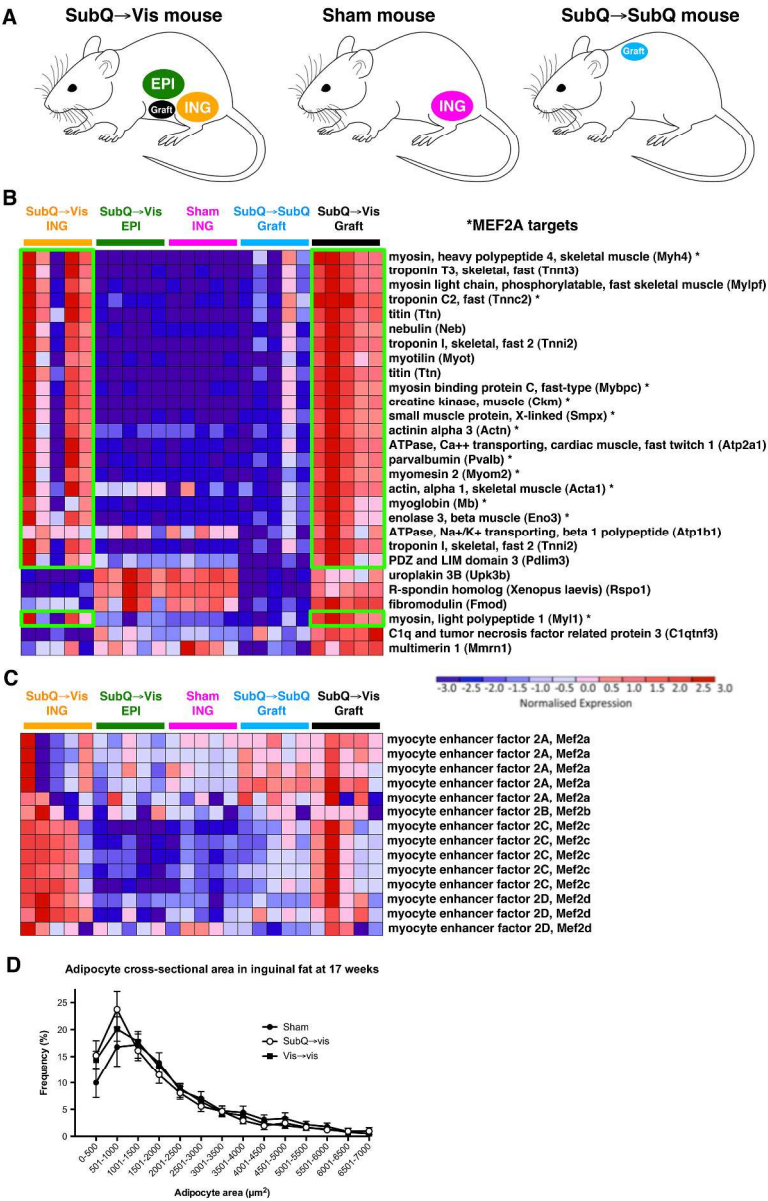 A
SubQ→Vis mouse
Sham mouse
SubQ→SubQ mouse
EPI
Graft
ING
ING
Graft
B
SubQ→Vis ING
SubQ→Vis EPI
Sham ING
SubQ→SubQ Graft
SubQ→Vis Graft
*MEF2A targets
myosin, heavy polypeptide 4, skeletal muscle (Myh4) *
troponin T3, skeletal, fast (Tnnt3)
myosin light chain, phosphorylatable, fast skeletal muscle (Mylpf)
troponin C2, fast (Tnnc2) *
titin (Ttn)
nebulin (Neb)
troponin I, skeletal, fast 2 (Tnni2)
myotilin (Myot)
titin (Ttn)
myosin binding protein C, fast-type (Mybpc) *
creatine kinase, muscle (Ckm) *
small muscle protein, X-linked (Smpx) *
actinin alpha 3 (Actn) *
ATPase, Ca++ transporting, cardiac muscle, fast twitch 1 (Atp2a1)
parvalbumin (Pvalb) *
myomesin 2 (Myom2) *
actin, alpha 1, skeletal muscle (Acta1) *
myoglobin (Mb) *
enolase 3, beta muscle (Eno3) *
ATPase, Na+/K+ transporting, beta 1 polypeptide (Atp1b1)
troponin I, skeletal, fast 2 (Tnni2)
PDZ and LIM domain 3 (Pdlim3)
uroplakin 3B (Upk3b)
R-spondin homolog (Xenopus laevis) (Rspo1)
fibromodulin (Fmod)
myosin, light polypeptide 1 (Myl1) *
C1q and tumor necrosis factor related protein 3 (C1qtnf3)
multimerin 1 (Mmrn1)
C
SubQ→Vis ING
SubQ→Vis EPI
Sham ING
SubQ→SubQ Graft
SubQ→Vis Graft
-3.0 -2.5 -2.0 -1.5 -1.0 -0.5 0.0 0.5 1.0 1.5 2.0 2.5 3.0
Normalised Expression
myocyte enhancer factor 2A, Mef2a
myocyte enhancer factor 2A, Mef2a
myocyte enhancer factor 2A, Mef2a
myocyte enhancer factor 2A, Mef2a
myocyte enhancer factor 2A, Mef2a
myocyte enhancer factor 2B, Mef2b
myocyte enhancer factor 2C, Mef2c
myocyte enhancer factor 2C, Mef2c
myocyte enhancer factor 2C, Mef2c
myocyte enhancer factor 2C, Mef2c
myocyte enhancer factor 2C, Mef2c
myocyte enhancer factor 2D, Mef2d
myocyte enhancer factor 2D, Mef2d
myocyte enhancer factor 2D, Mef2d
D
Adipocyte cross-sectional area in inguinal fat at 17 weeks
Frequency (%)
25
20
15
10
5
0
Sham
SubQ→vis
Vis→vis
0-500
501-1000
1001-1500
1501-2000
2001-2500
2501-3000
3001-3500
3501-4000
4001-4500
4501-5000
5001-5500
5501-6000
6001-6500
6501-7000
Adipocyte area (µm²)